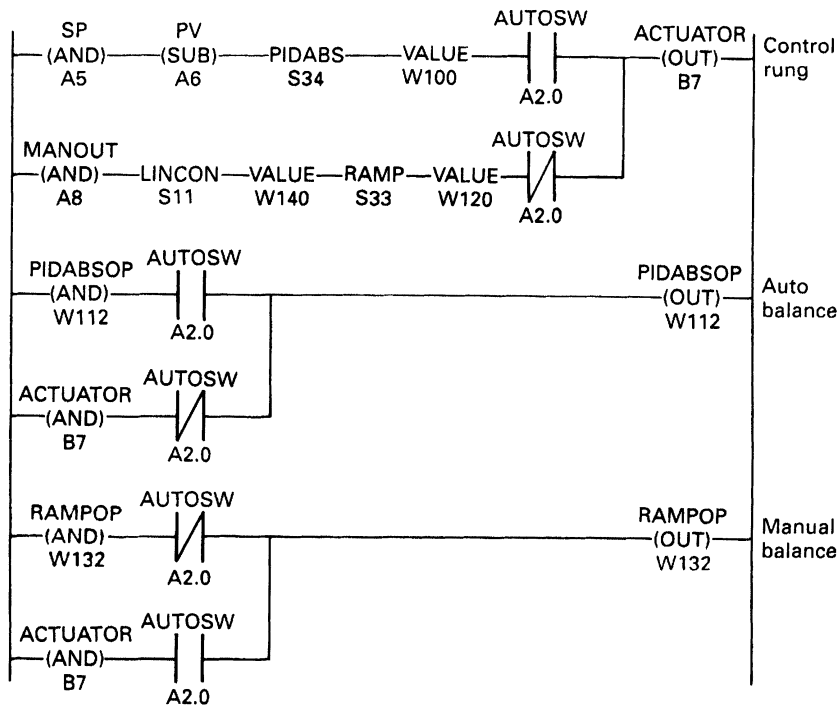 SP PV AUTOSW ACTUATOR
(AND) (SUB) PIDABS VALUE (OUT) Control
A5 A6 S34 W100 A2.0 B7 rung
MANOUT AUTOSW
(AND) LINCON VALUE RAMP VALUE
A8 S11 W140 S33 W120 A2.0
PIDABSOP AUTOSW PIDABSOP Auto
(AND) (OUT) balance
W112 A2.0 W112
ACTUATOR AUTOSW
(AND)
B7 A2.0
RAMPOP AUTOSW RAMPOP Manual
(AND) (OUT) balance
W132 A2.0 W132
ACTUATOR AUTOSW
(AND)
B7 A2.0